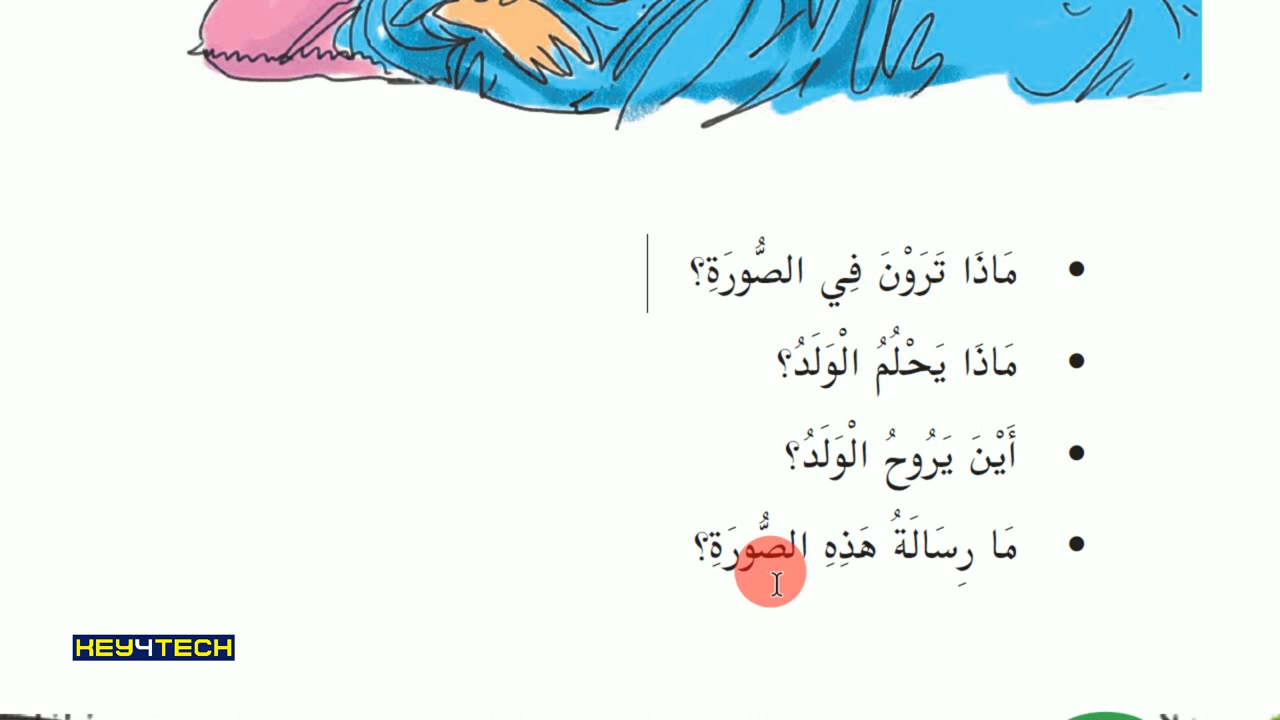 مَاذَا تَرَوْنَ فِي الصُّورَةِ؟
مَاذَا يَحْلُمُ الْوَلَدُ؟
أَيْنَ يَرُوحُ الْوَلَدُ؟
مَا رِسَالَةُ هَذِهِ الصُّورَةِ؟
KEY4TECH